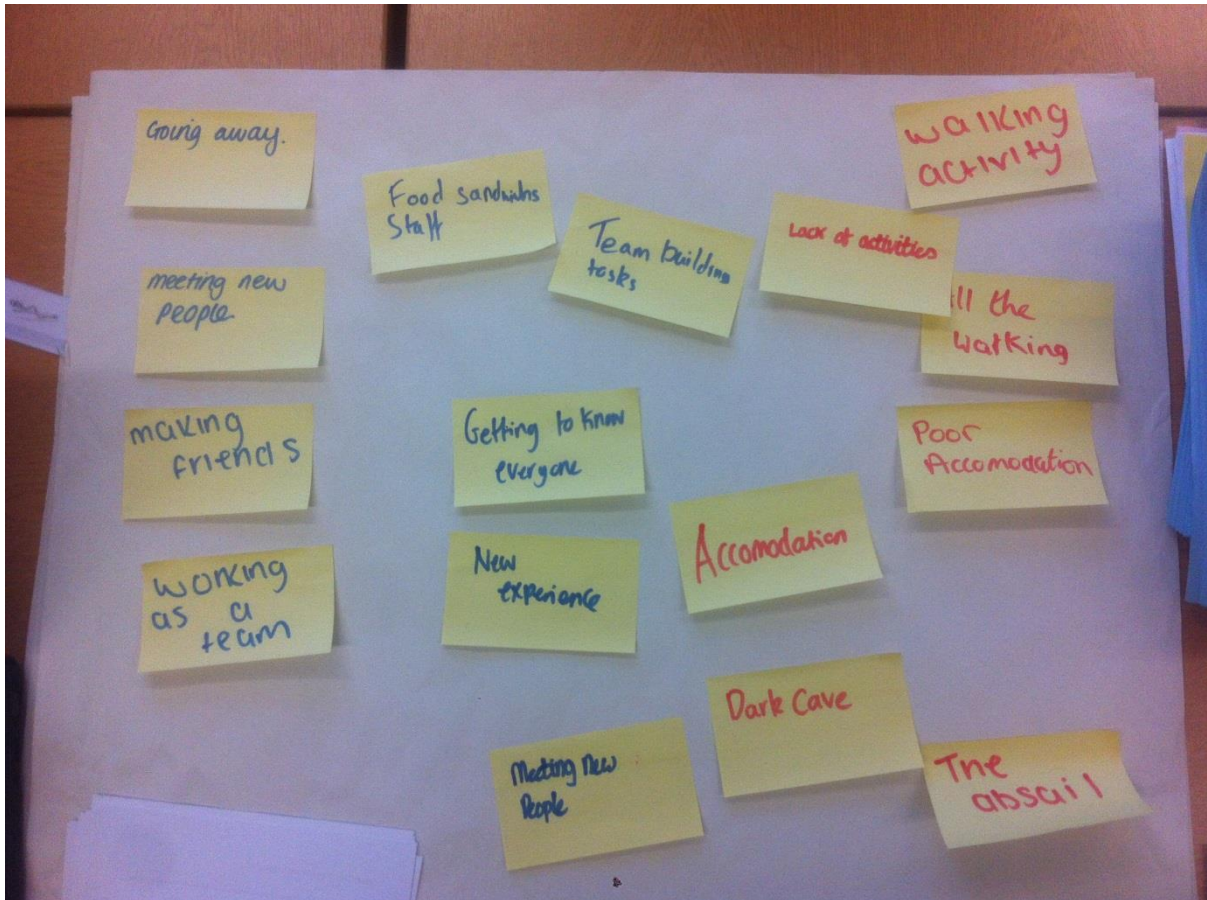 Going away.
Food sandwichs
Staff
Team building
tasks
Lack of activities
walking
activity
meeting new
people
ll the
walking
making
friends
Getting to know
everyone
Poor
Accomodation
working
as a
team
New
experience
Accomodation
Meeting new
People
Dark Cave
The
absail